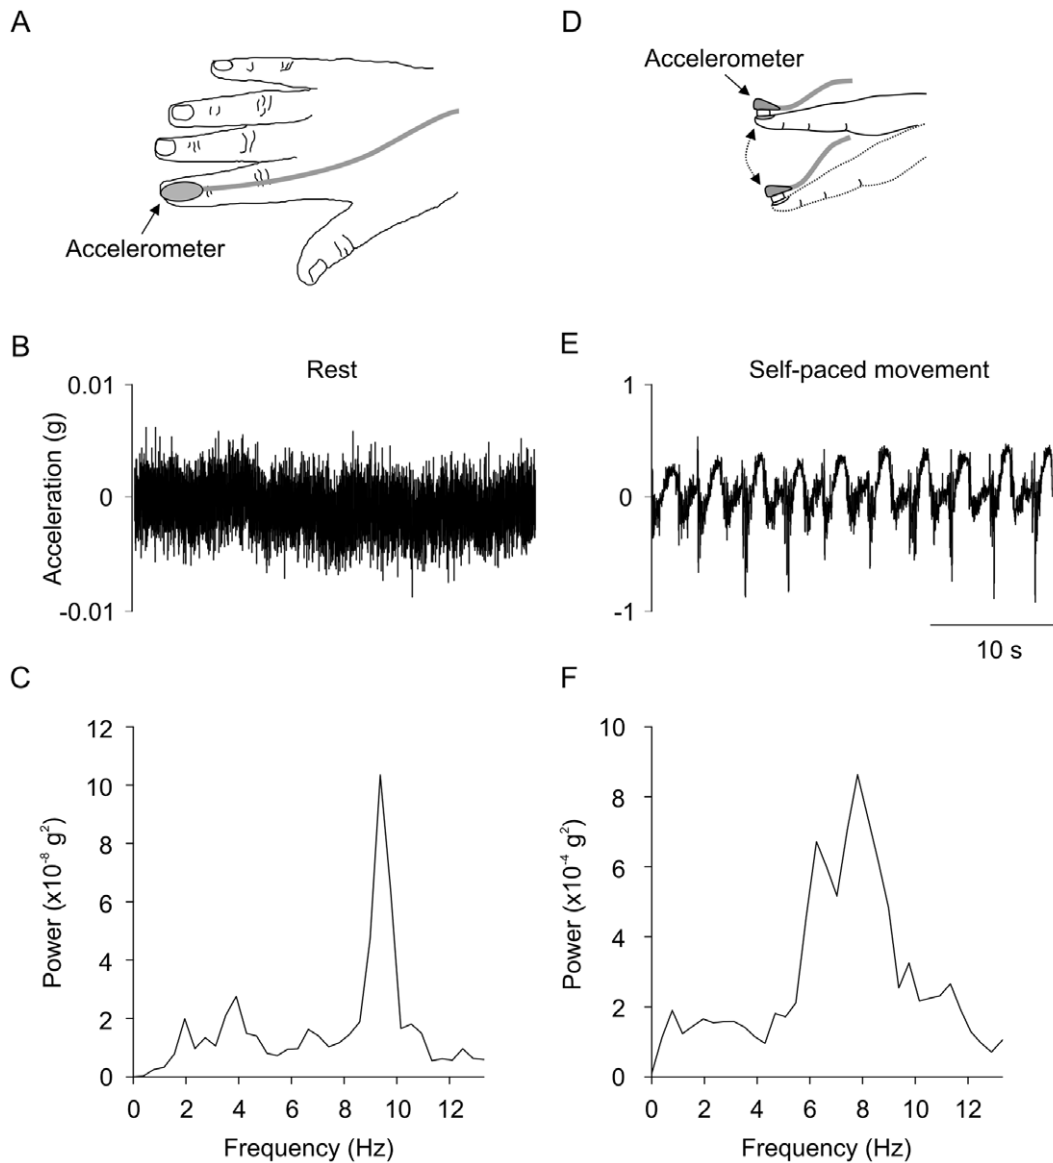 A
Accelerometer
D
Accelerometer
B
Rest
Acceleration (g)
0.01
0
-0.01
E
Self-paced movement
1
0
-1
10 s
C
Power (x10⁻⁸ g²)
12
10
8
6
4
2
0
0 2 4 6 8 10 12
Frequency (Hz)
F
Power (x10⁻⁴ g²)
10
8
6
4
2
0
0 2 4 6 8 10 12
Frequency (Hz)